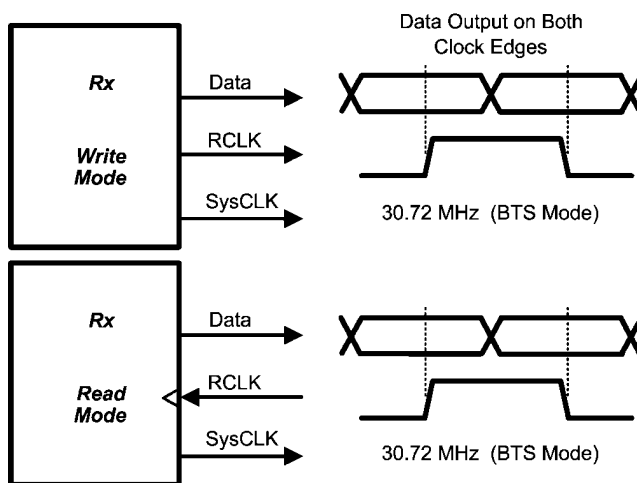 Data Output on Both
Clock Edges
Rx
Data
Write
Mode
RCLK
SysCLK
30.72 MHz (BTS Mode)
Rx
Data
Read
Mode
RCLK
SysCLK
30.72 MHz (BTS Mode)